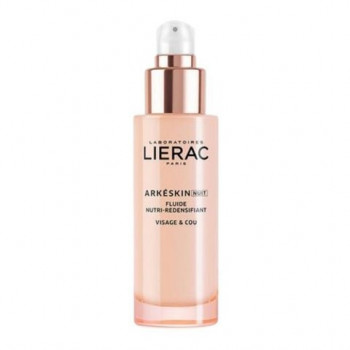 LABORATOIRES
LIERAC
PARIS
ARKÉSKIN NUIT
FLUIDE
NUTRI-REDENSIFIANT
VISAGE & COU